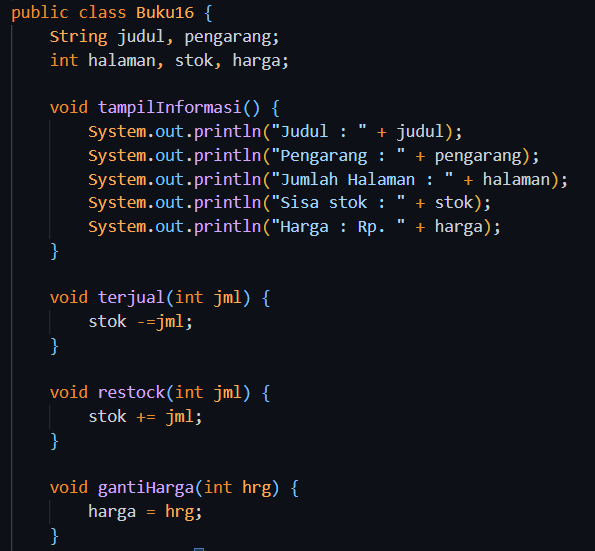 public class Buku16 {
String judul, pengarang;
int halaman, stok, harga;
void tampilInformasi() {
System.out.println("Judul : " + judul);
System.out.println("Pengarang : " + pengarang);
System.out.println("Jumlah Halaman : " + halaman);
System.out.println("Sisa stok : " + stok);
System.out.println("Harga : Rp. " + harga);
}
void terjual(int jml) {
stok -=jml;
}
void restock(int jml) {
stok += jml;
}
void gantiHarga(int hrg) {
harga = hrg;
}